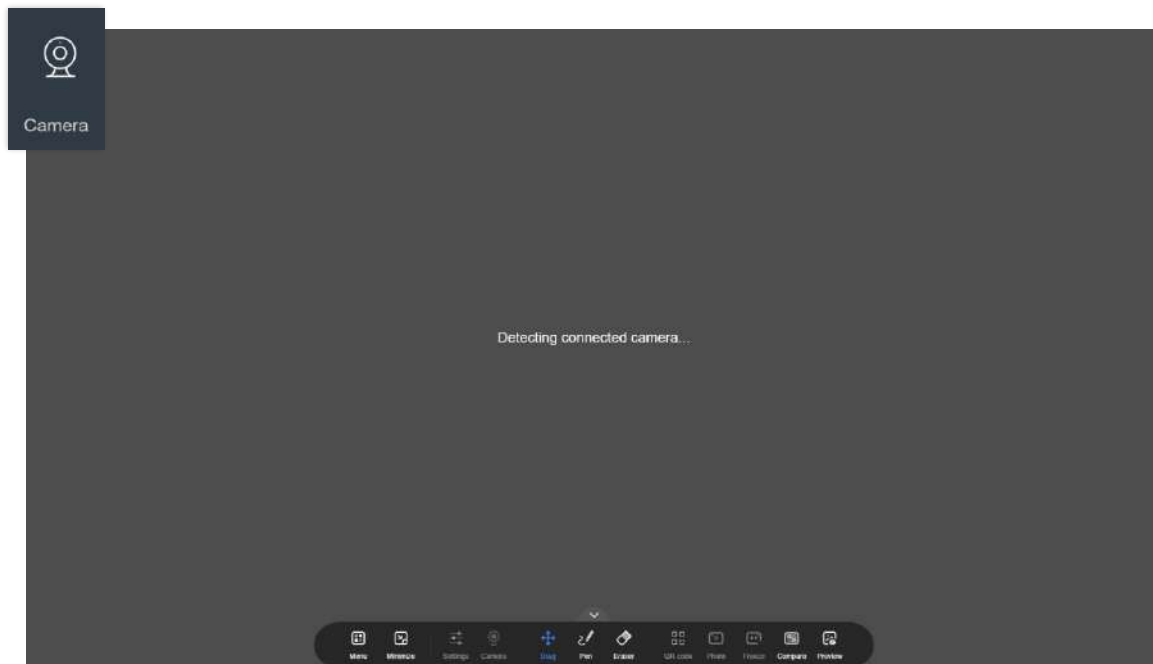 Camera
Detecting connected camera...
Menu Minimize Settings Camera Drag Pen Eraser QR code Photo Freeze Compare Preview